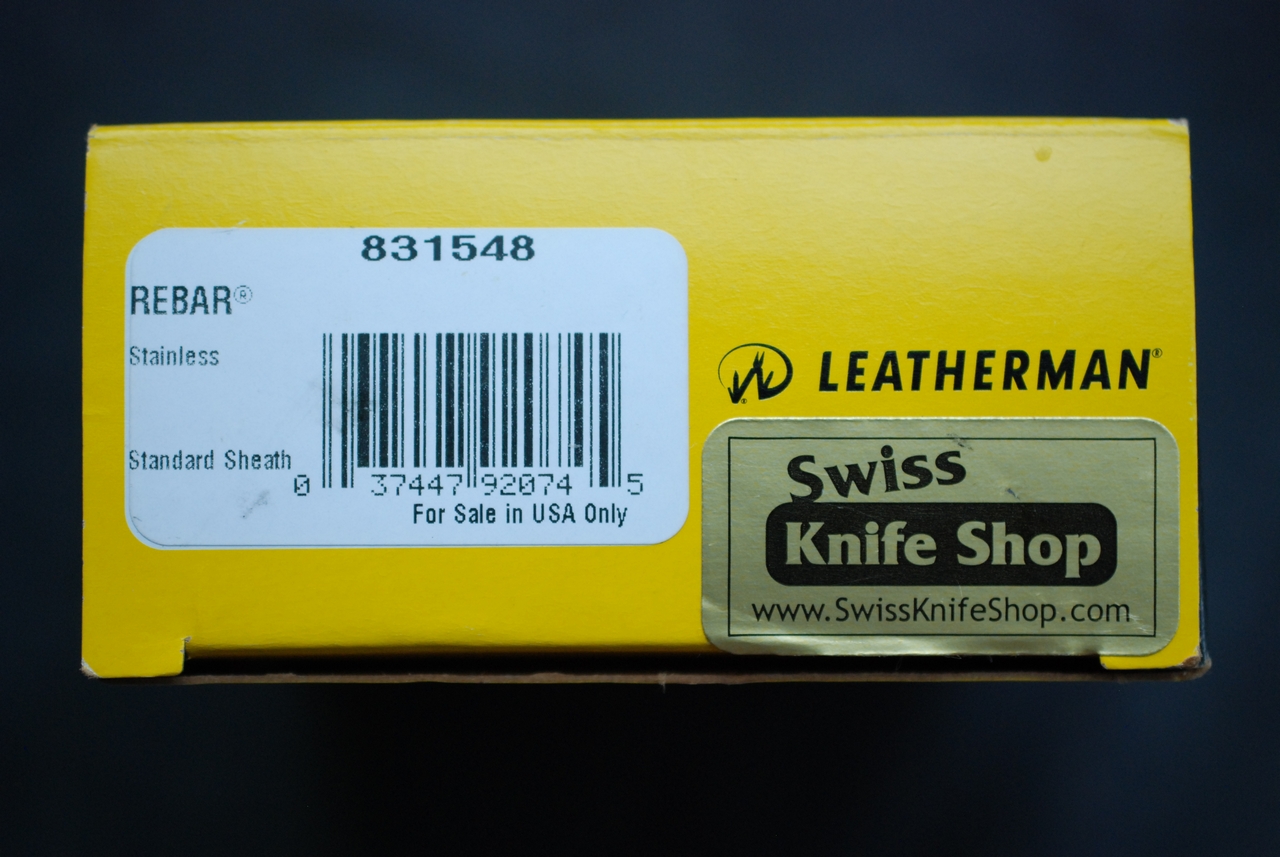 831548
REBAR®
Stainless
Standard Sheath
0 37447 92074 5
For Sale in USA Only
LEATHERMAN®
Swiss
Knife Shop
www.SwissKnifeShop.com